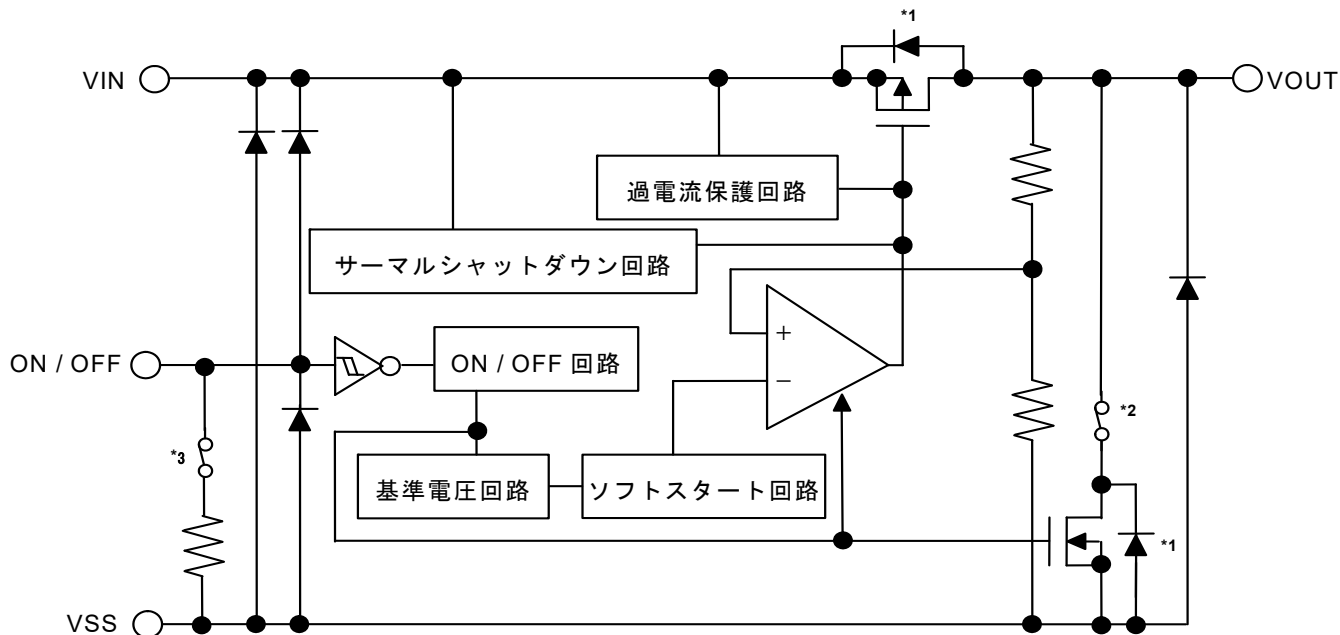 *1
VIN
VOUT
過電流保護回路
サーマルシャットダウン回路
+
ON / OFF
ON / OFF 回路
−
*2
*3
基準電圧回路
ソフトスタート回路
*1
VSS